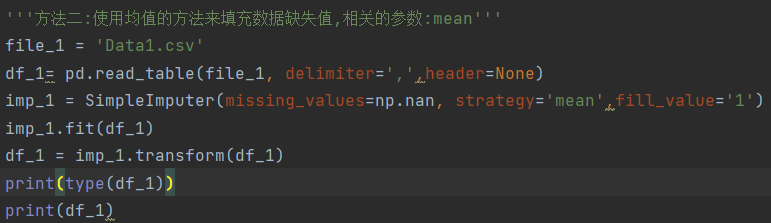 '''方法二:使用均值的方法来填充数据缺失值,相关的参数:mean'''
file_1 = 'Data1.csv'
df_1= pd.read_table(file_1, delimiter=',',header=None)
imp_1 = SimpleImputer(missing_values=np.nan, strategy='mean',fill_value='1')
imp_1.fit(df_1)
df_1 = imp_1.transform(df_1)
print(type(df_1))
print(df_1)